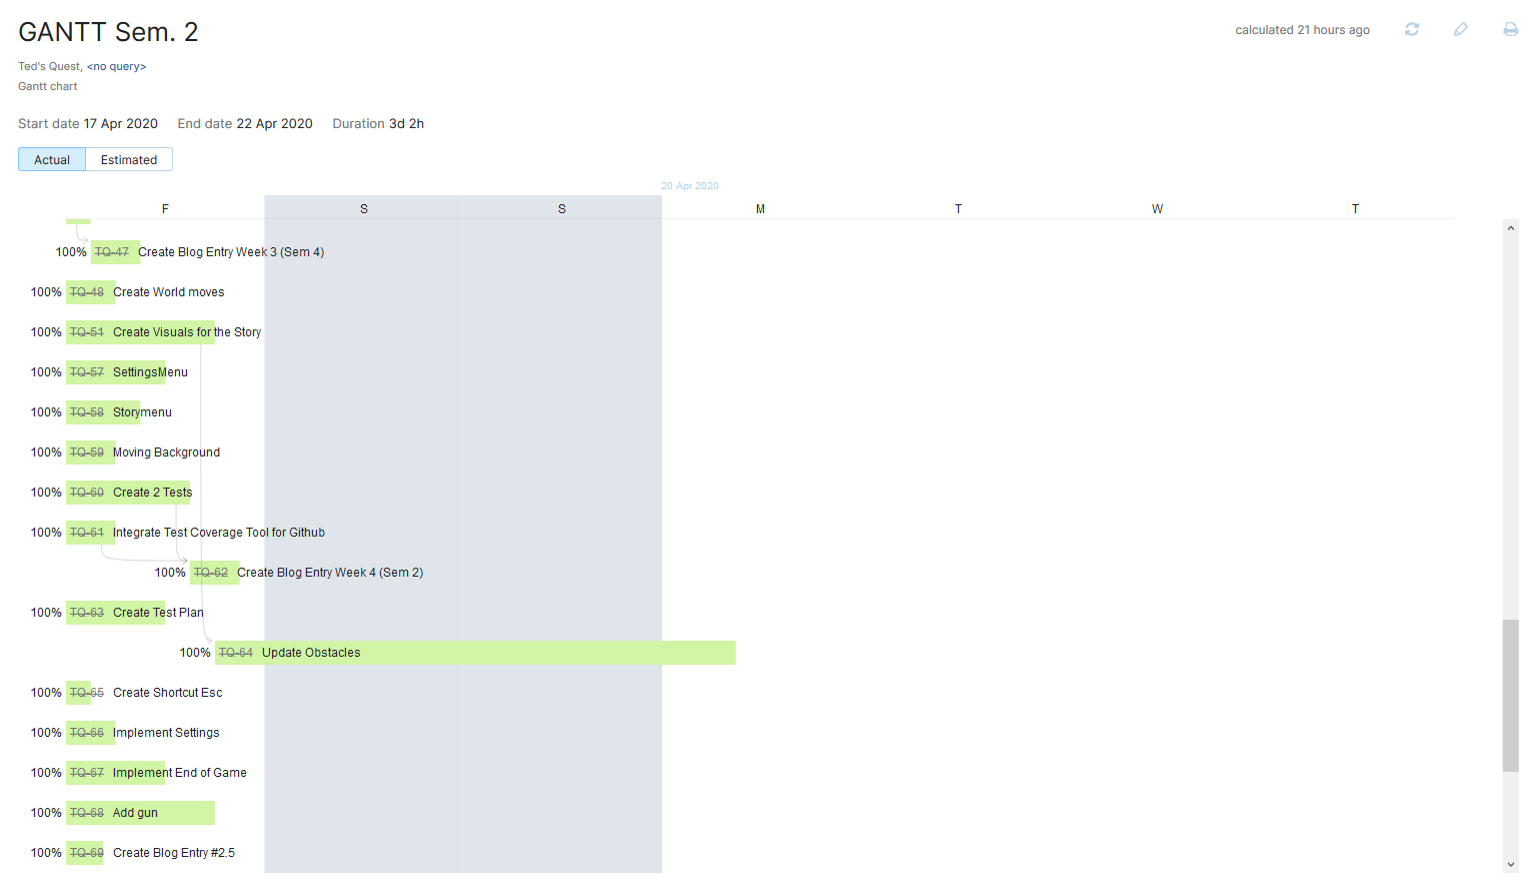 GANTT Sem. 2
calculated 21 hours ago
Ted's Quest, <no query>
Gantt chart
Start date 17 Apr 2020 End date 22 Apr 2020 Duration 3d 2h
Actual Estimated
20 Apr 2020
F S S M T W T
100% TQ-47 Create Blog Entry Week 3 (Sem 4)
100% TQ-48 Create World moves
100% TQ-51 Create Visuals for the Story
100% TQ-57 SettingsMenu
100% TQ-58 Storymenu
100% TQ-59 Moving Background
100% TQ-60 Create 2 Tests
100% TQ-61 Integrate Test Coverage Tool for Github
100% TQ-62 Create Blog Entry Week 4 (Sem 2)
100% TQ-63 Create Test Plan
100% TQ-64 Update Obstacles
100% TQ-65 Create Shortcut Esc
100% TQ-66 Implement Settings
100% TQ-67 Implement End of Game
100% TQ-68 Add gun
100% TQ-69 Create Blog Entry #2.5